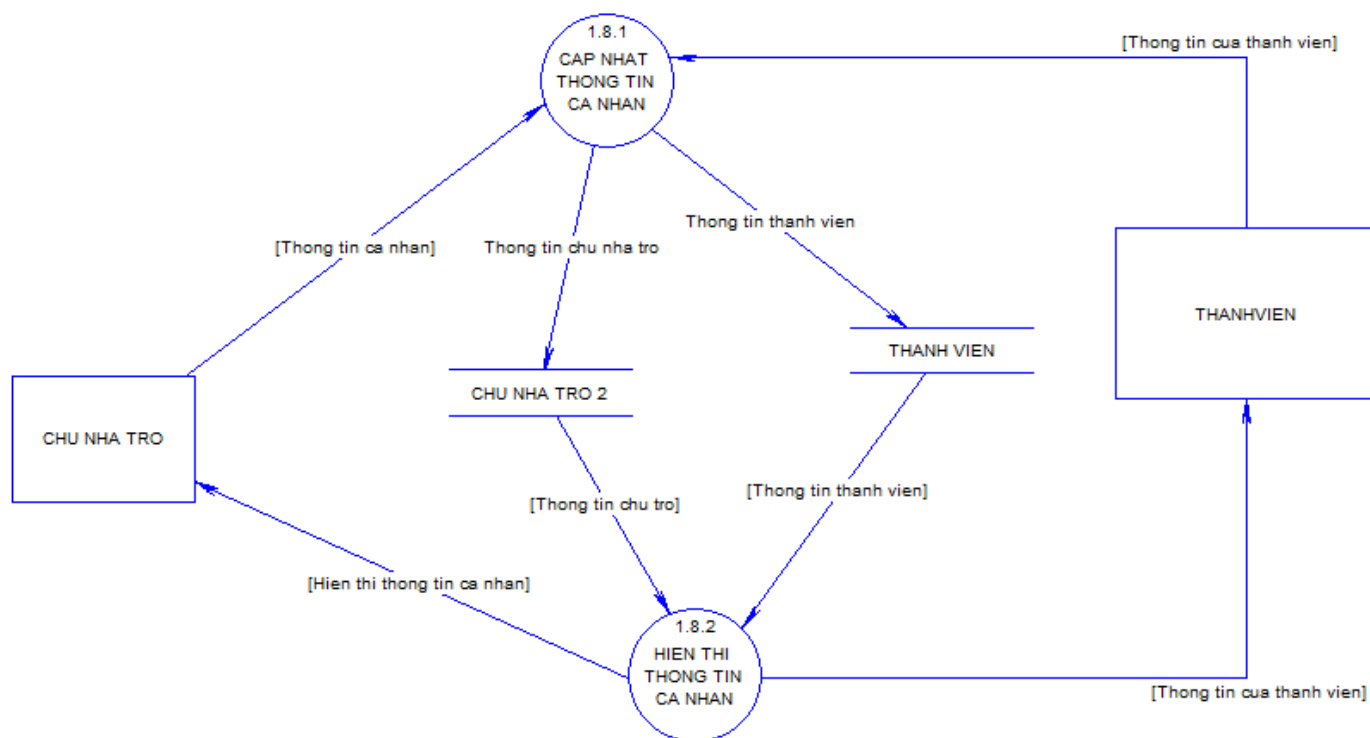 1.8.1
CAP NHAT
THONG TIN
CA NHAN
[Thong tin cua thanh vien]
[Thong tin ca nhan]
Thong tin chu nha tro
Thong tin thanh vien
THANHVIEN
THANH VIEN
CHU NHA TRO 2
CHU NHA TRO
[Thong tin chu tro]
[Thong tin thanh vien]
[Hien thi thong tin ca nhan]
1.8.2
HIEN THI
THONG TIN
CA NHAN
[Thong tin cua thanh vien]